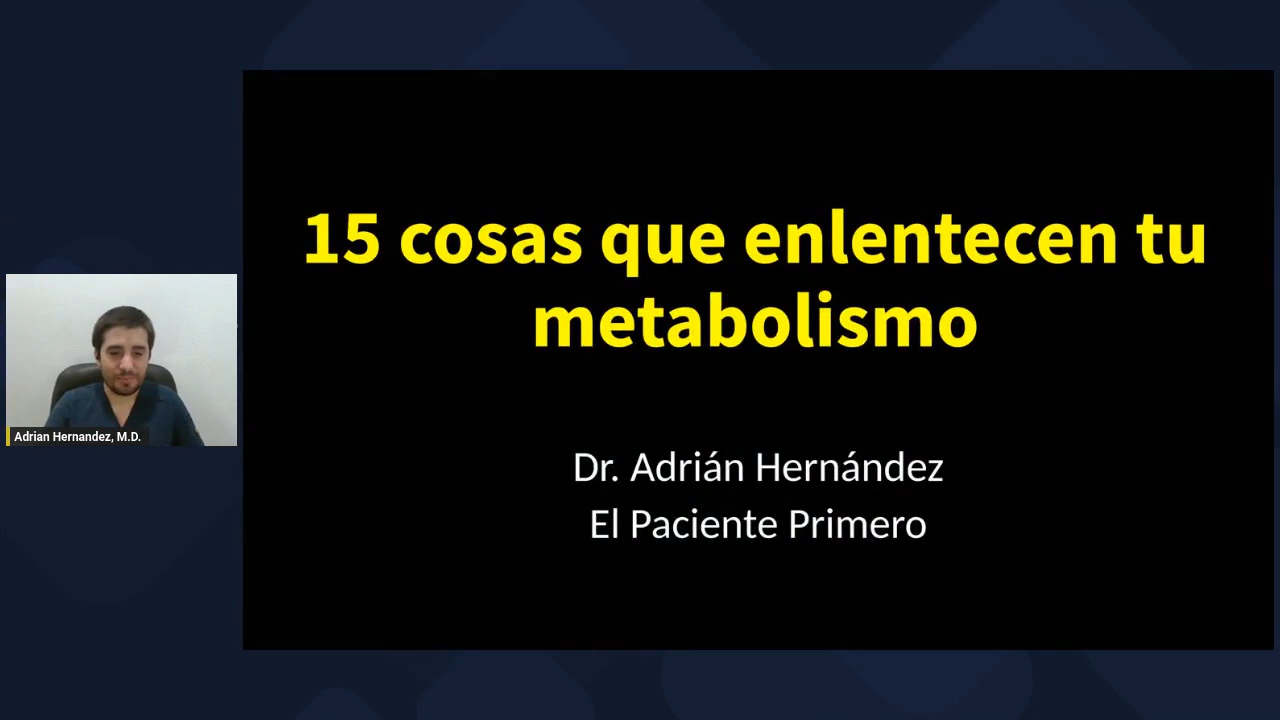 15 cosas que enlentecen tu
metabolismo
Dr. Adrián Hernández
El Paciente Primero
Adrian Hernandez, M.D.